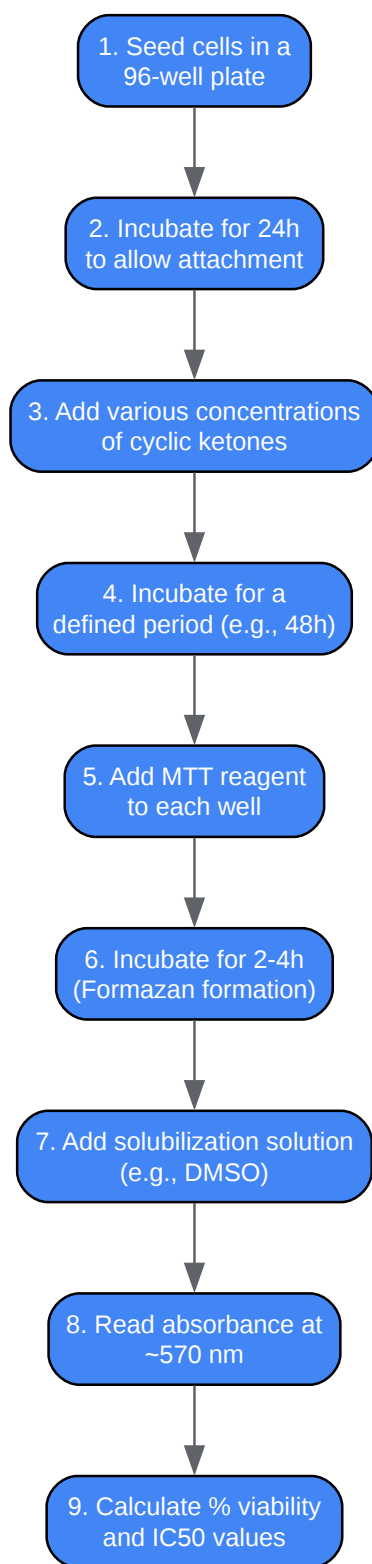 1. Seed cells in a
96-well plate
2. Incubate for 24h
to allow attachment
3. Add various concentrations
of cyclic ketones
4. Incubate for a
defined period (e.g., 48h)
5. Add MTT reagent
to each well
6. Incubate for 2-4h
(Formazan formation)
7. Add solubilization solution
(e.g., DMSO)
8. Read absorbance at
~570 nm
9. Calculate % viability
and IC50 values